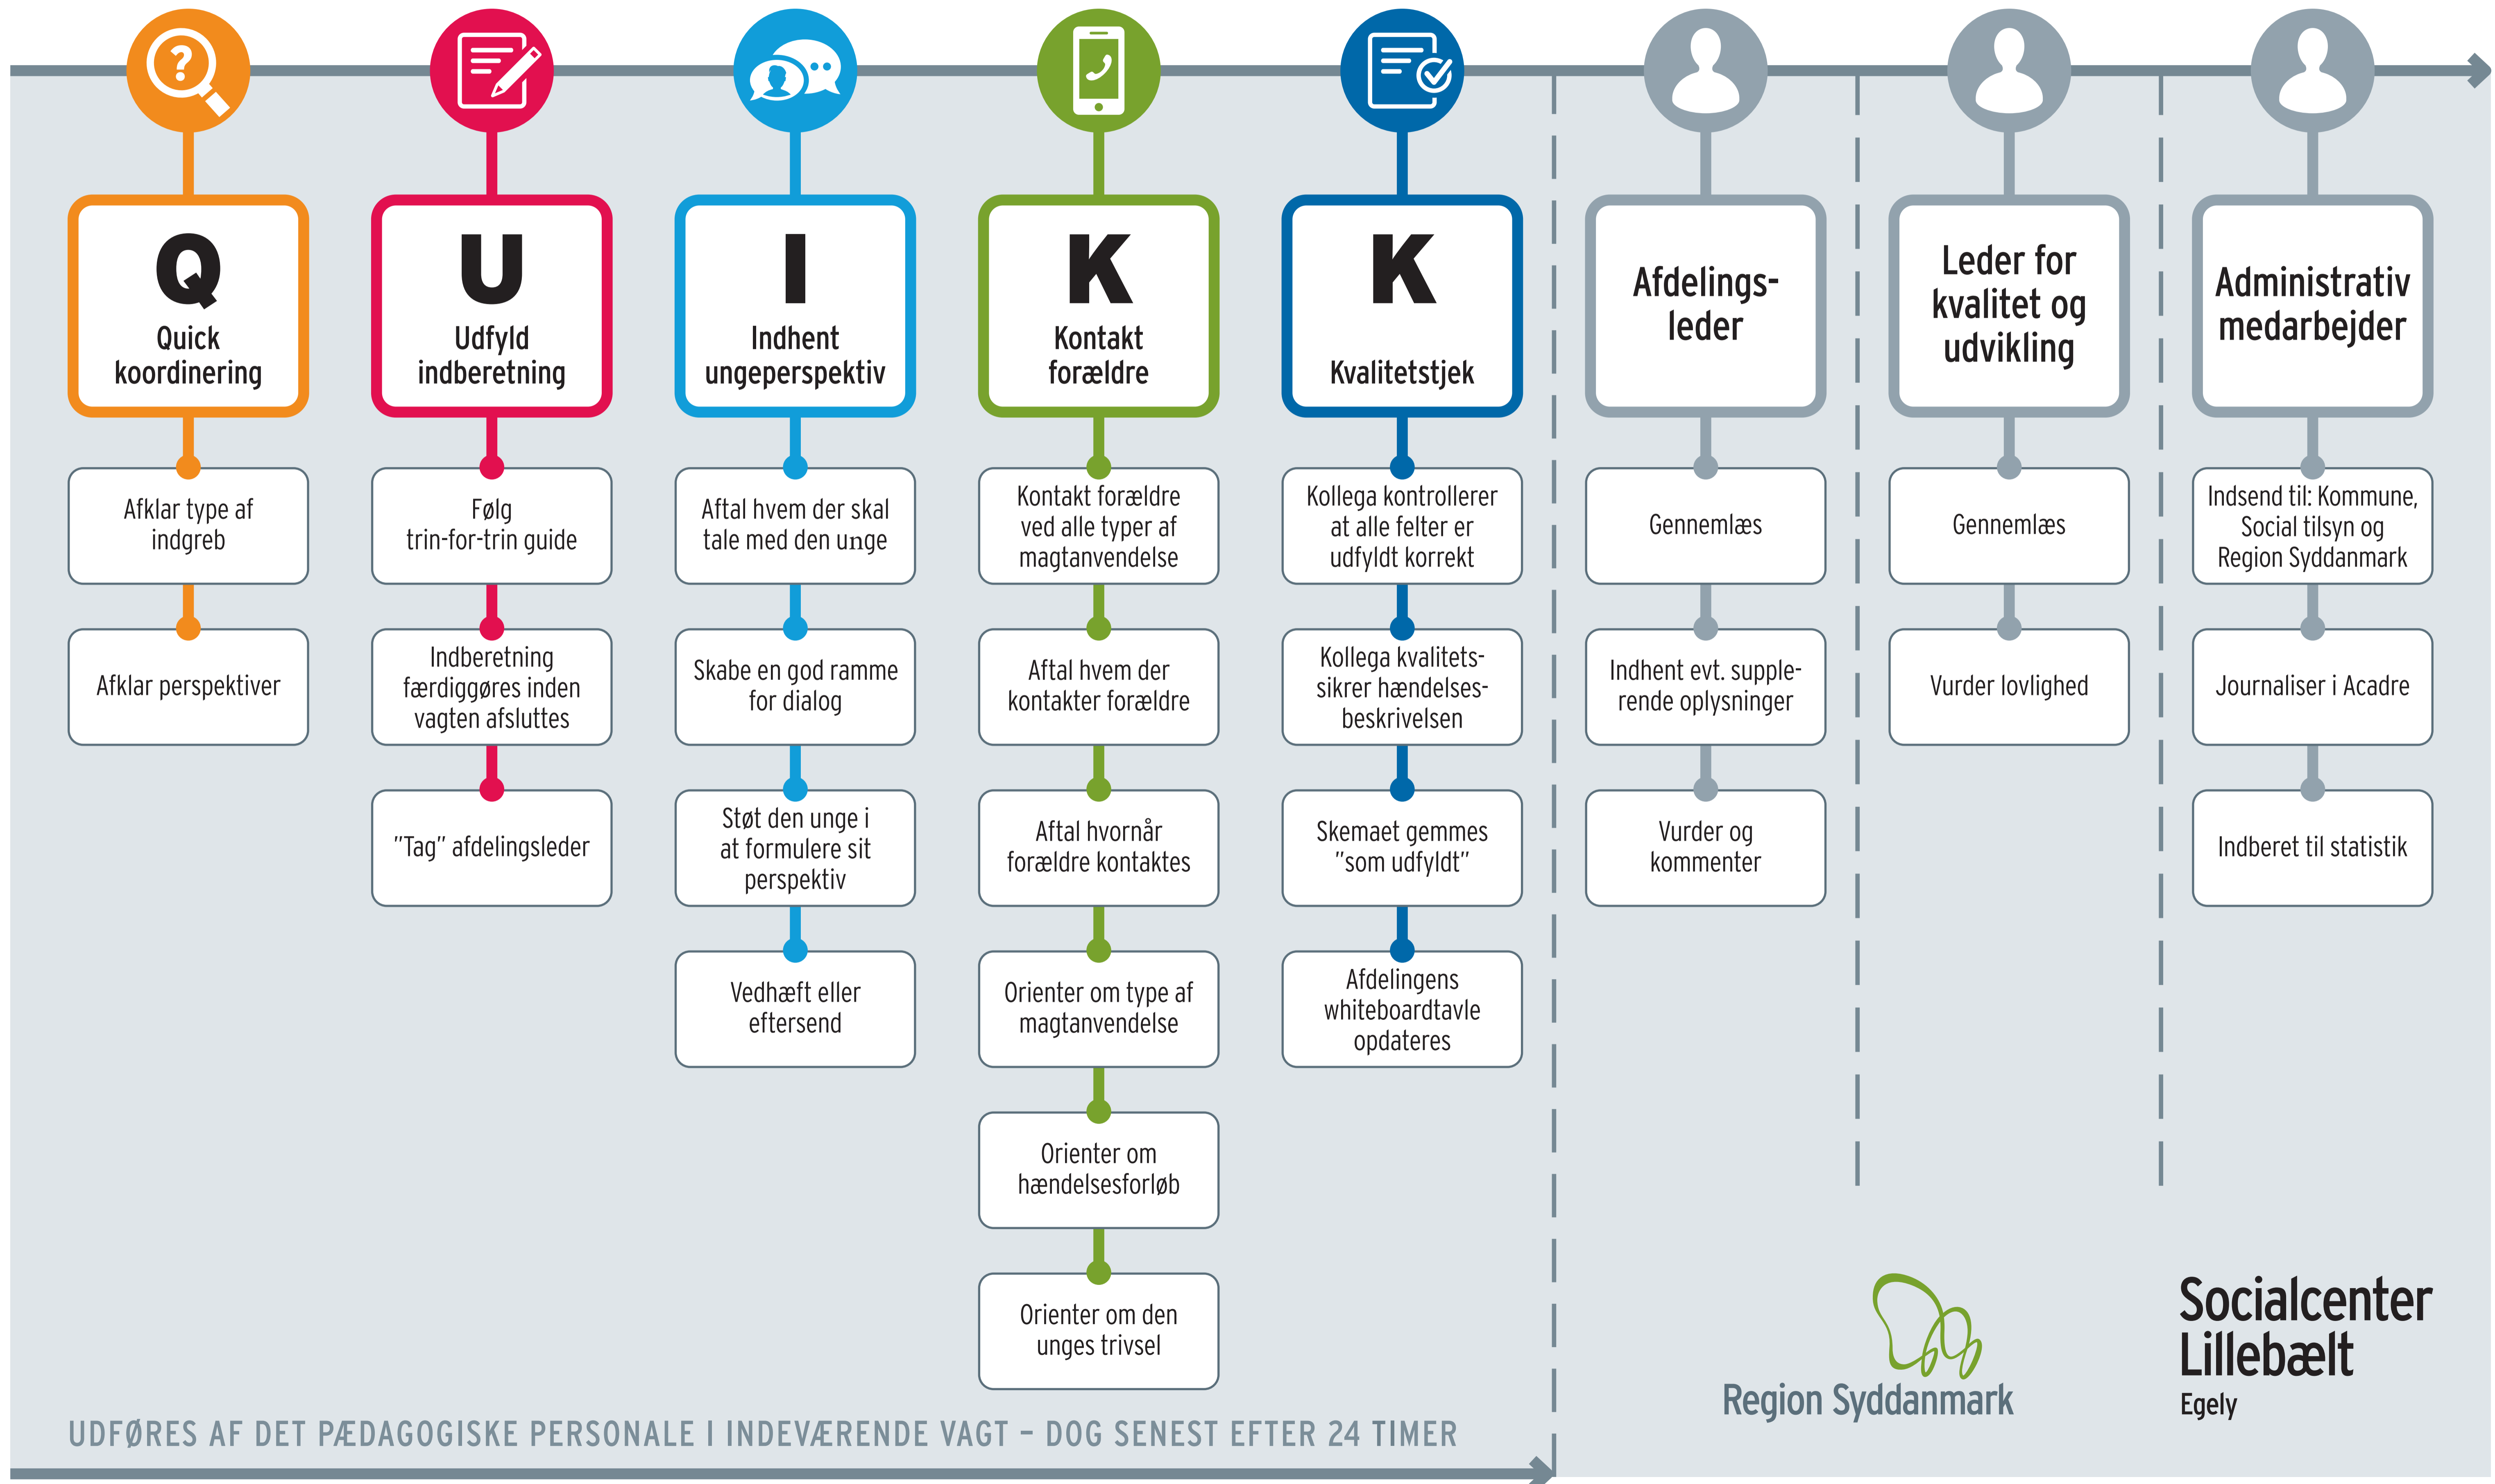 ?
Q
Quick
koordinering
Afklar type af
indgreb
Afklar perspektiver
U
Udfyld
indberetning
Følg
trin-for-trin guide
Indberetning
færdiggøres inden
vagten afsluttes
”Tag” afdelingsleder
I
Indhent
ungeperspektiv
Aftal hvem der skal
tale med den unge
Skabe en god ramme
for dialog
Støt den unge i
at formulere sit
perspektiv
Vedhæft eller
eftersend
K
Kontakt
forældre
Kontakt forældre
ved alle typer af
magtanvendelse
Aftal hvem der
kontakter forældre
Aftal hvornår
forældre kontaktes
Orienter om type af
magtanvendelse
Orienter om
hændelsesforløb
Orienter om den
unges trivsel
K
Kvalitetstjek
Kollega kontrollerer
at alle felter er
udfyldt korrekt
Kollega kvalitets-
sikrer hændelses-
beskrivelsen
Skemaet gemmes
”som udfyldt”
Afdelingens
whiteboardtavle
opdateres
Afdelings-
leder
Gennemlæs
Indhent evt. supple-
rende oplysninger
Vurder og
kommenter
Leder for
kvalitet og
udvikling
Gennemlæs
Vurder lovlighed
Administrativ
medarbejder
Indsend til: Kommune,
Social tilsyn og
Region Syddanmark
Journaliser i Acadre
Indberet til statistik
UDFØRES AF DET PÆDAGOGISKE PERSONALE I INDEVÆRENDE VAGT – DOG SENEST EFTER 24 TIMER
Region Syddanmark
Socialcenter
Lillebælt
Egely